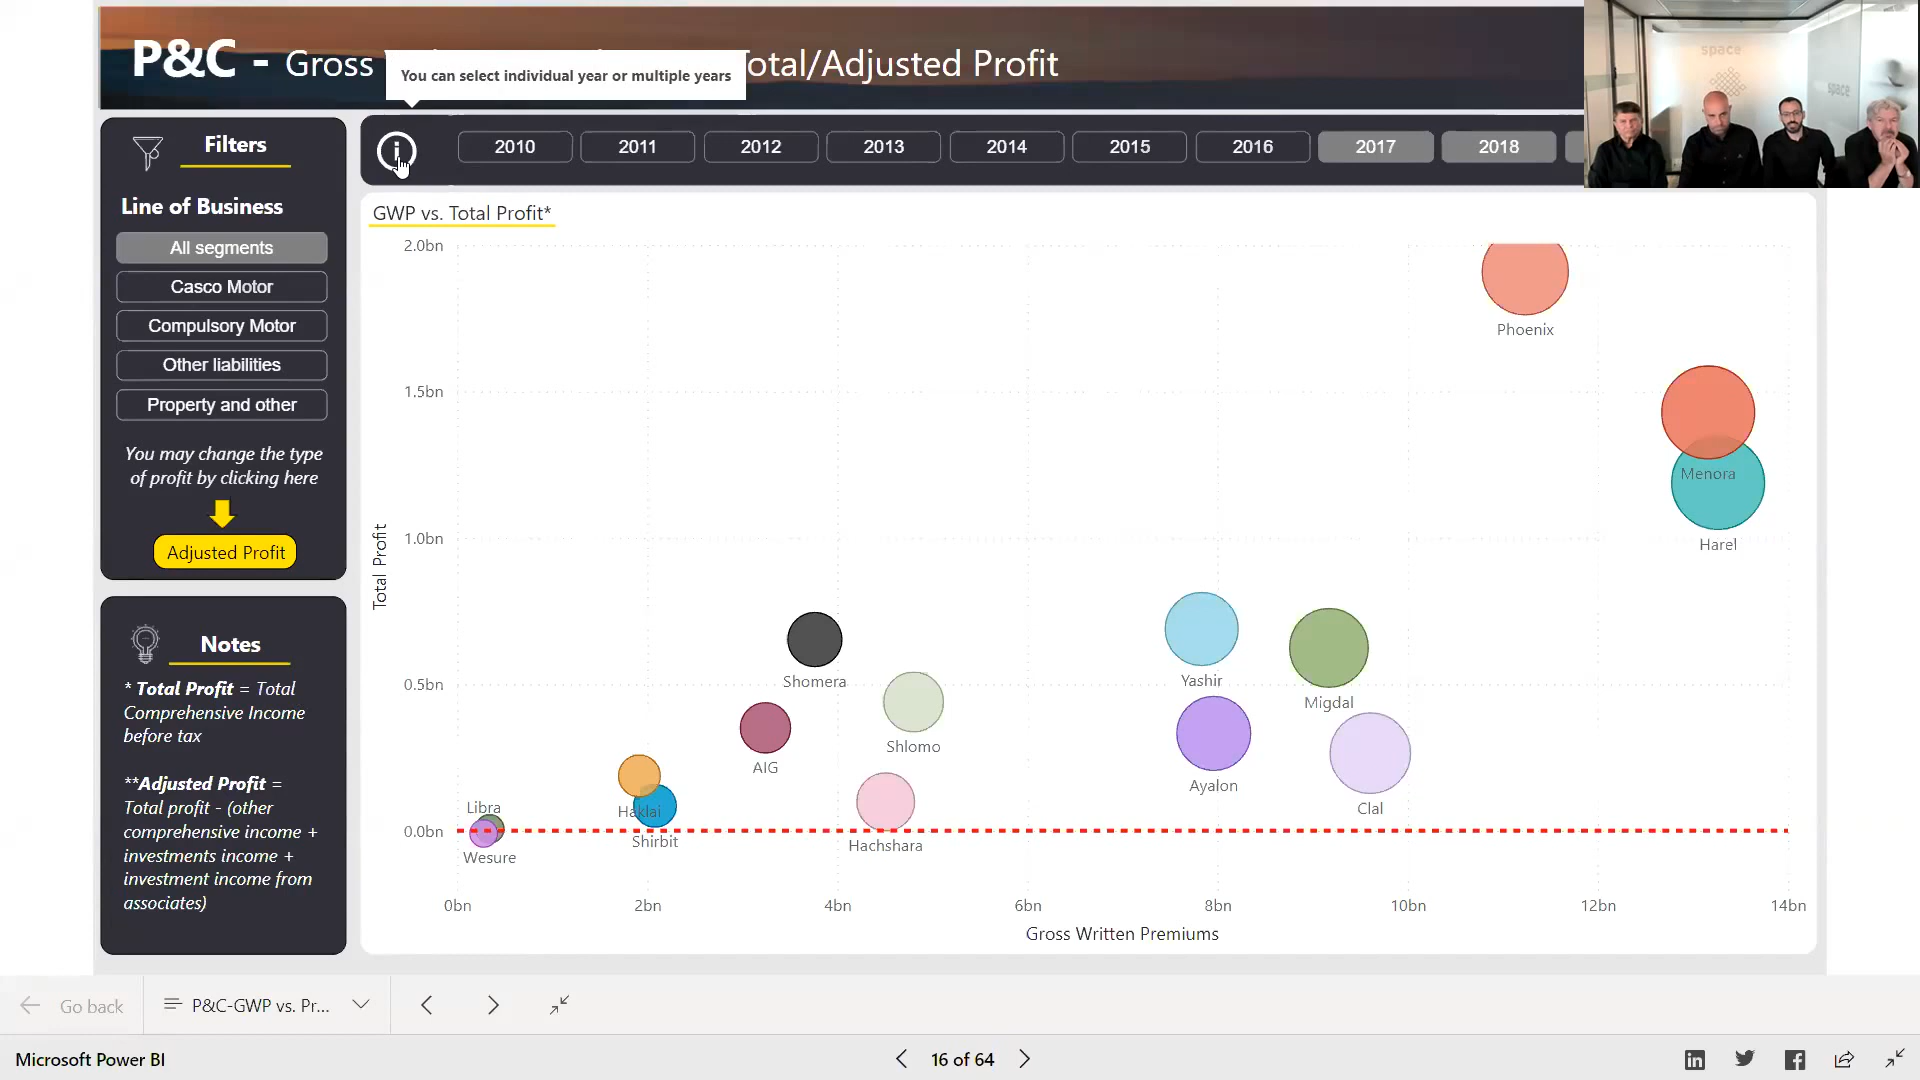 P&C - Gross
otal/Adjusted Profit
You can select individual year or multiple years
space
space
Filters
Line of Business
All segments
Casco Motor
Compulsory Motor
Other liabilities
Property and other
You may change the type
of profit by clicking here
Adjusted Profit
Notes
* Total Profit = Total
Comprehensive Income
before tax
**Adjusted Profit =
Total profit - (other
comprehensive income +
investments income +
investment income from
associates)
i
2010
2011
2012
2013
2014
2015
2016
2017
2018
GWP vs. Total Profit*
2.0bn
1.5bn
1.0bn
0.5bn
0.0bn
Total Profit
Phoenix
Menora
Harel
Shomera
Yashir
Migdal
Shlomo
AIG
Ayalon
Clal
Haklai
Shirbit
Hachshara
Libra
Wesure
0bn
2bn
4bn
6bn
8bn
10bn
12bn
14bn
Gross Written Premiums
Go back
P&C-GWP vs. Pr...
Microsoft Power BI
16 of 64